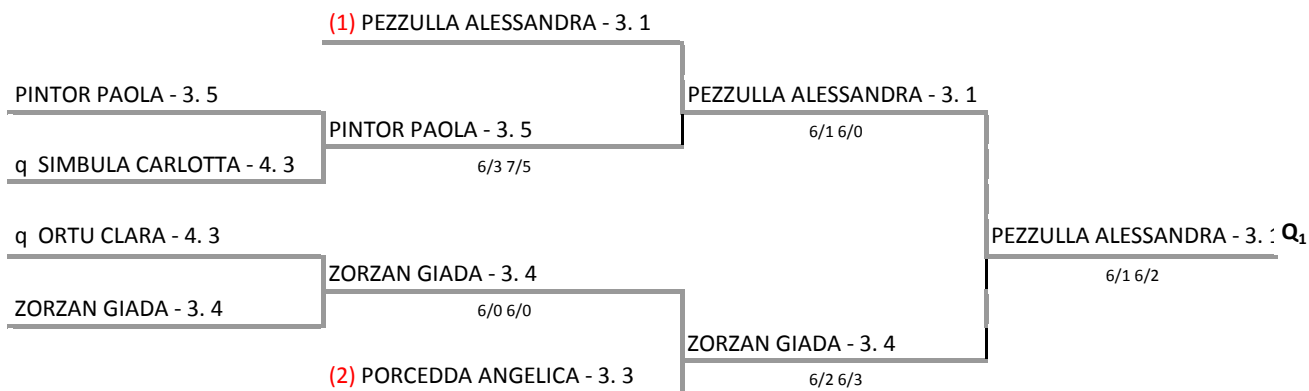 (1) PEZZULLA ALESSANDRA - 3. 1
PINTOR PAOLA - 3. 5
PEZZULLA ALESSANDRA - 3. 1
PINTOR PAOLA - 3. 5
6/1 6/0
q SIMBULA CARLOTTA - 4. 3
6/3 7/5
q ORTU CLARA - 4. 3
PEZZULLA ALESSANDRA - 3. 1 Q1
ZORZAN GIADA - 3. 4
6/1 6/2
ZORZAN GIADA - 3. 4
6/0 6/0
ZORZAN GIADA - 3. 4
(2) PORCEDDA ANGELICA - 3. 3
6/2 6/3